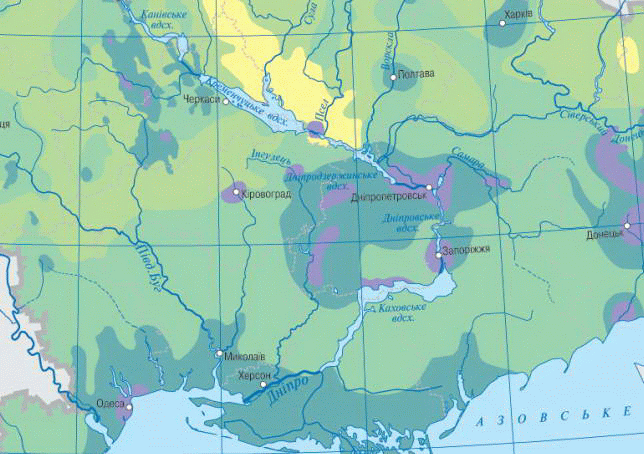 Харків
Канівське
вдсх.
Сула
Ворскла
Полтава
Кременчуцьке вдсх.
Черкаси
Псел
Сіверський Донець
Інгулець
Самара
Дніпродзержинське
вдсх.
Кіровоград
Дніпропетровськ
Дніпровське
вдсх.
Донецьк
Запоріжжя
Півд. Буг
Каховське
вдсх.
Миколаїв
Херсон
Дніпро
Одеса
АЗОВСЬКЕ